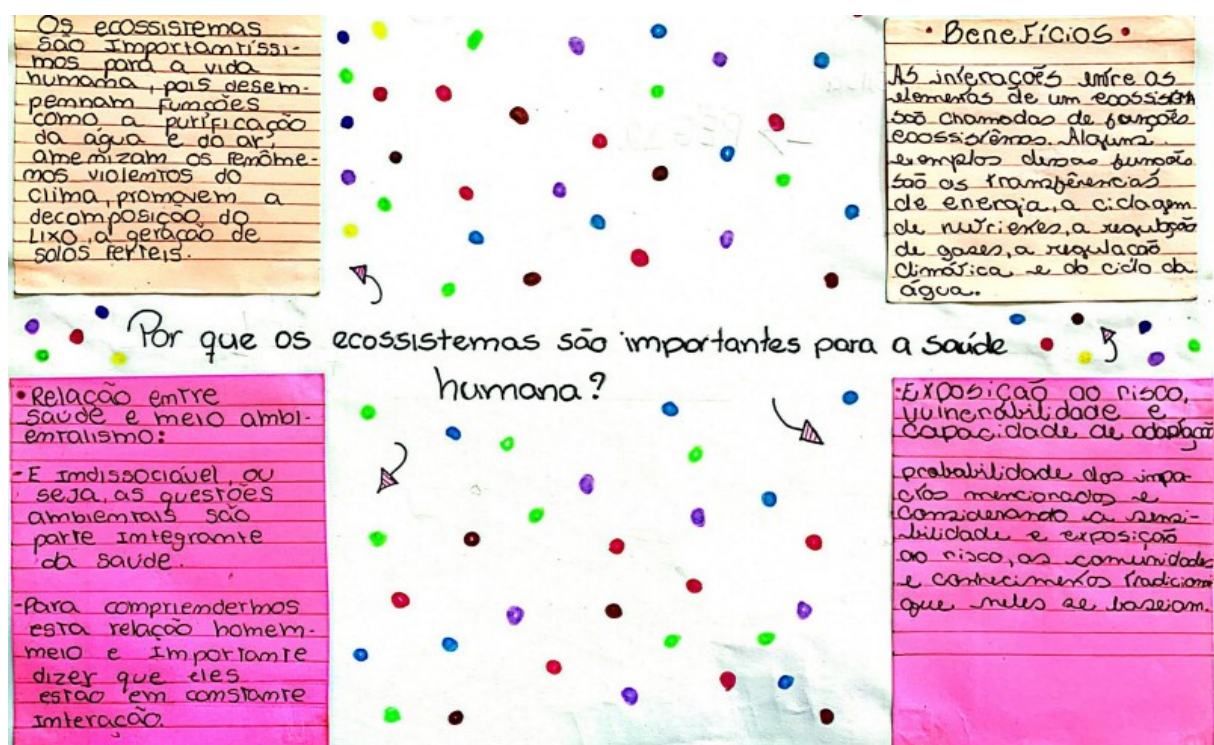 Os ecossistemas
são Importantíssi-
mos para a vida
humana, pois desem-
penham funções
como a purificação
da água e do ar,
amenizam os fenôme-
nos violentos do
clima, promovem a
decomposição do
Lixo, a geração de
solos férteis.
• Benefícios •
As interações entre os
elementos de um ecossistema
são chamadas de funções
ecossistêmas. Alguns
exemplos dessas funções
são as transferências
de energia, a ciclagem
de nutrientes, a regulação
de gases, a regulação
climática e do ciclo da
água.
Por que os ecossistemas são importantes para a saúde
humana?
• Relação entre
saúde e meio ambi-
entalismo:
- É Indissociável, ou
seja, as questões
ambientais são
parte Integrante
da saúde.
- Para compriendermos
esta relação homem-
meio e Importante
dizer que eles
estão em constante
Interação.
• Exposição ao risco,
vulnerabilidade e
capacidade de adaptação
probabilidade dos impa-
ctos mencionados e
considerando a sensi-
bilidade e exposição
ao risco, as comunidades
e conhecimentos tradicionai
que neles se baseiam.